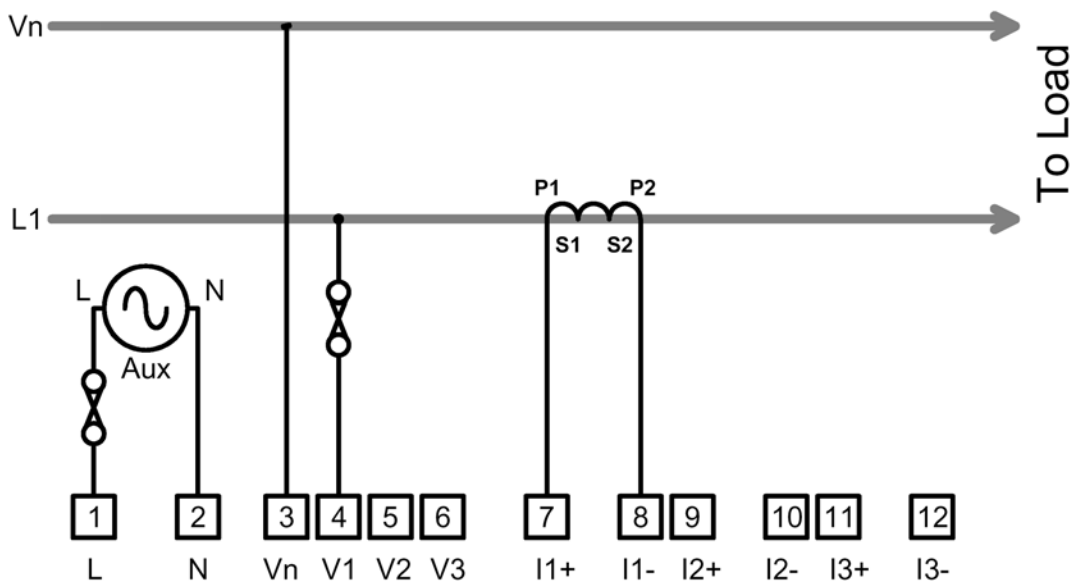 Vn
To Load
P1 P2
L1
S1 S2
L N
Aux
1 2 3 4 5 6 7 8 9 10 11 12
L N Vn V1 V2 V3 I1+ I1- I2+ I2- I3+ I3-